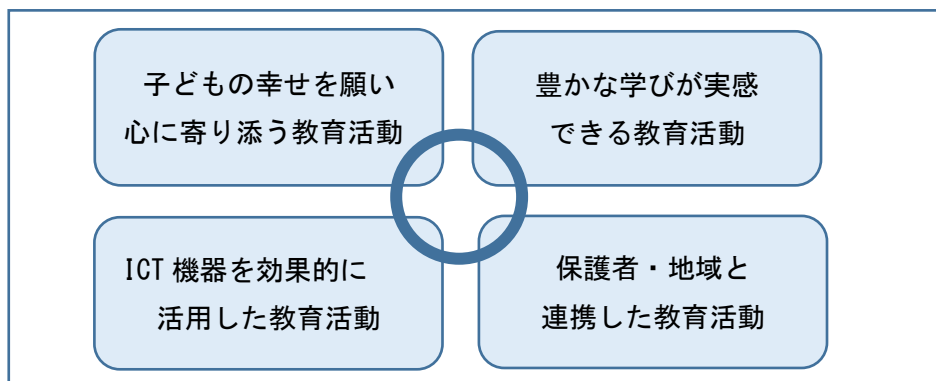 子どもの幸せを願い
心に寄り添う教育活動
豊かな学びが実感
できる教育活動
ICT機器を効果的に
活用した教育活動
保護者・地域と
連携した教育活動